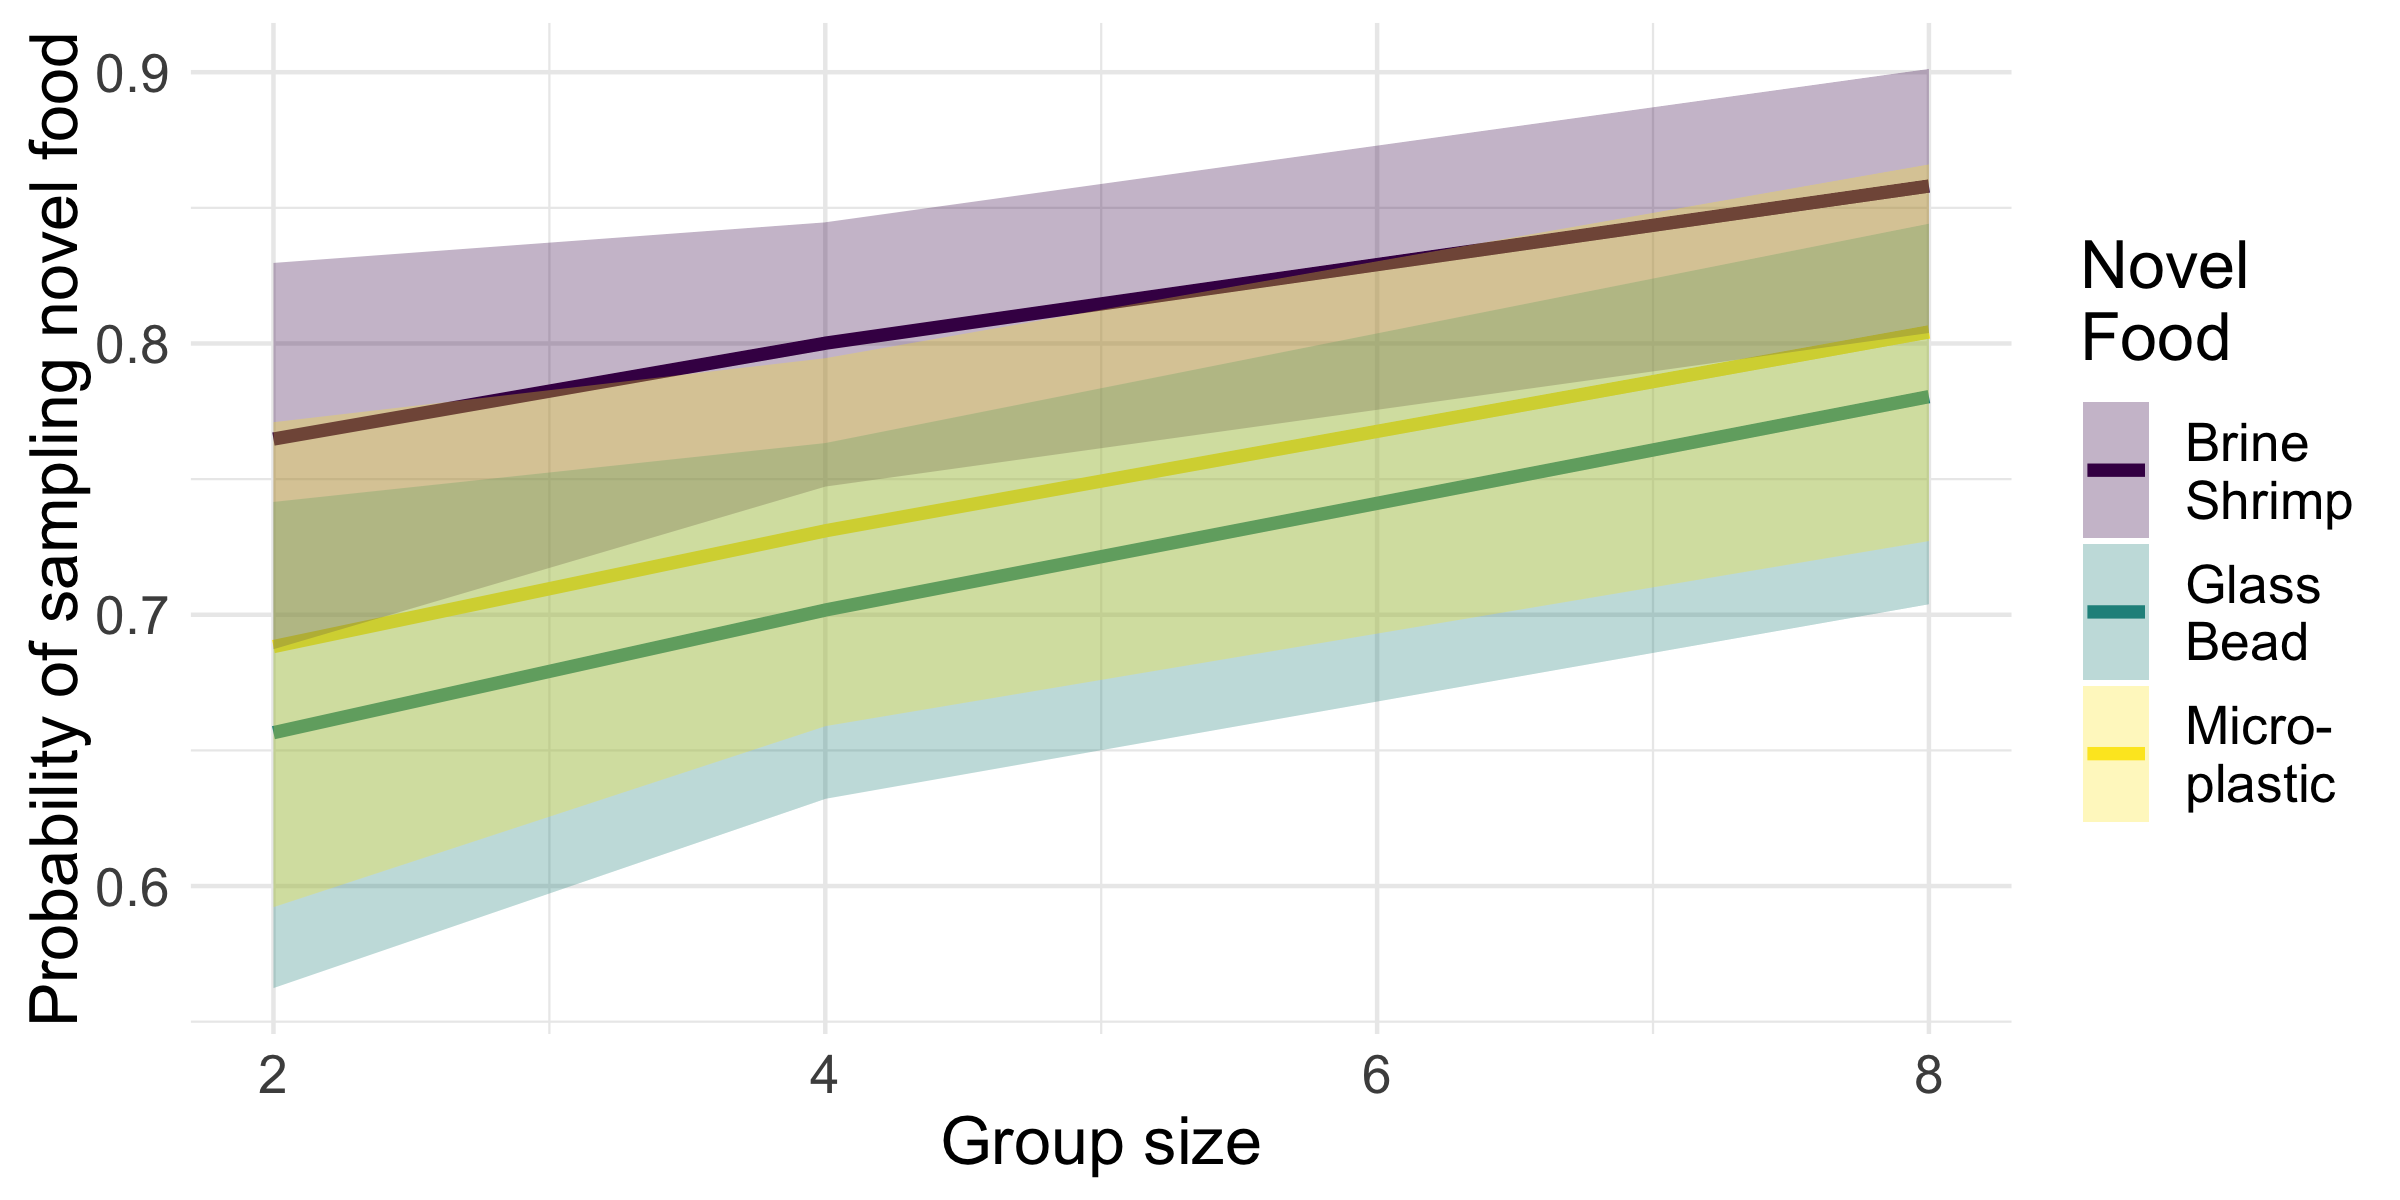 Probability of sampling novel food
0.9
0.8
0.7
0.6
2
4
6
8
Group size
Novel
Food
Brine
Shrimp
Glass
Bead
Micro-
plastic